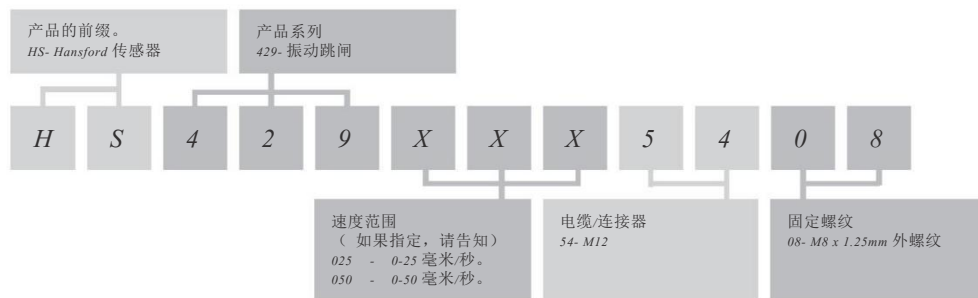 产品的前缀。
HS- Hansford 传感器
产品系列
429- 振动跳闸
H S 4 2 9 X X X 5 4 0 8
速度范围
（ 如果指定，请告知）
025 - 0-25 毫米/秒。
050 - 0-50 毫米/秒。
电缆/连接器
54- M12
固定螺纹
08- M8 x 1.25mm 外螺纹